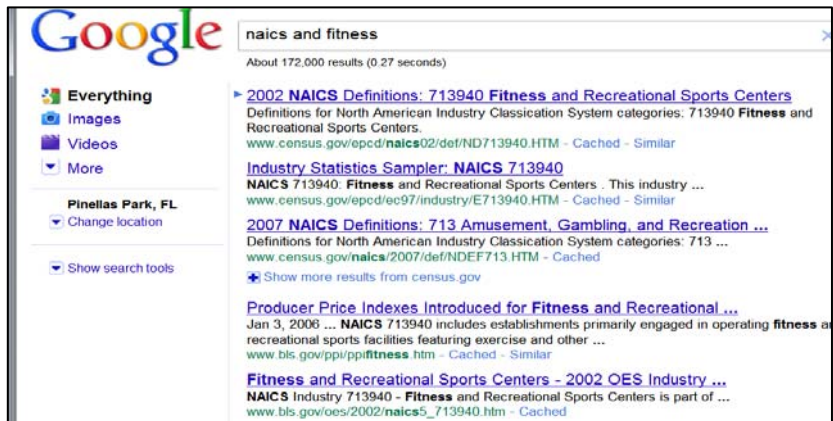 Google
naics and fitness
About 172,000 results (0.27 seconds)
Everything
Images
Videos
More
Pinellas Park, FL
Change location
Show search tools
2002 NAICS Definitions: 713940 Fitness and Recreational Sports Centers
Definitions for North American Industry Classication System categories: 713940 Fitness and
Recreational Sports Centers.
www.census.gov/epcd/naics02/def/ND713940.HTM - Cached - Similar
Industry Statistics Sampler: NAICS 713940
NAICS 713940: Fitness and Recreational Sports Centers . This industry ...
www.census.gov/epcd/ec97/industry/E713940.HTM - Cached - Similar
2007 NAICS Definitions: 713 Amusement, Gambling, and Recreation ...
Definitions for North American Industry Classication System categories: 713 ...
www.census.gov/naics/2007/def/NDEF713.HTM - Cached
Show more results from census.gov
Producer Price Indexes Introduced for Fitness and Recreational ...
Jan 3, 2006 ... NAICS 713940 includes establishments primarily engaged in operating fitness a
recreational sports facilities featuring exercise and other ...
www.bls.gov/ppi/ppifitness.htm - Cached - Similar
Fitness and Recreational Sports Centers - 2002 OES Industry ...
NAICS Industry 713940 - Fitness and Recreational Sports Centers is part of ...
www.bls.gov/oes/2002/naics5_713940.htm - Cached